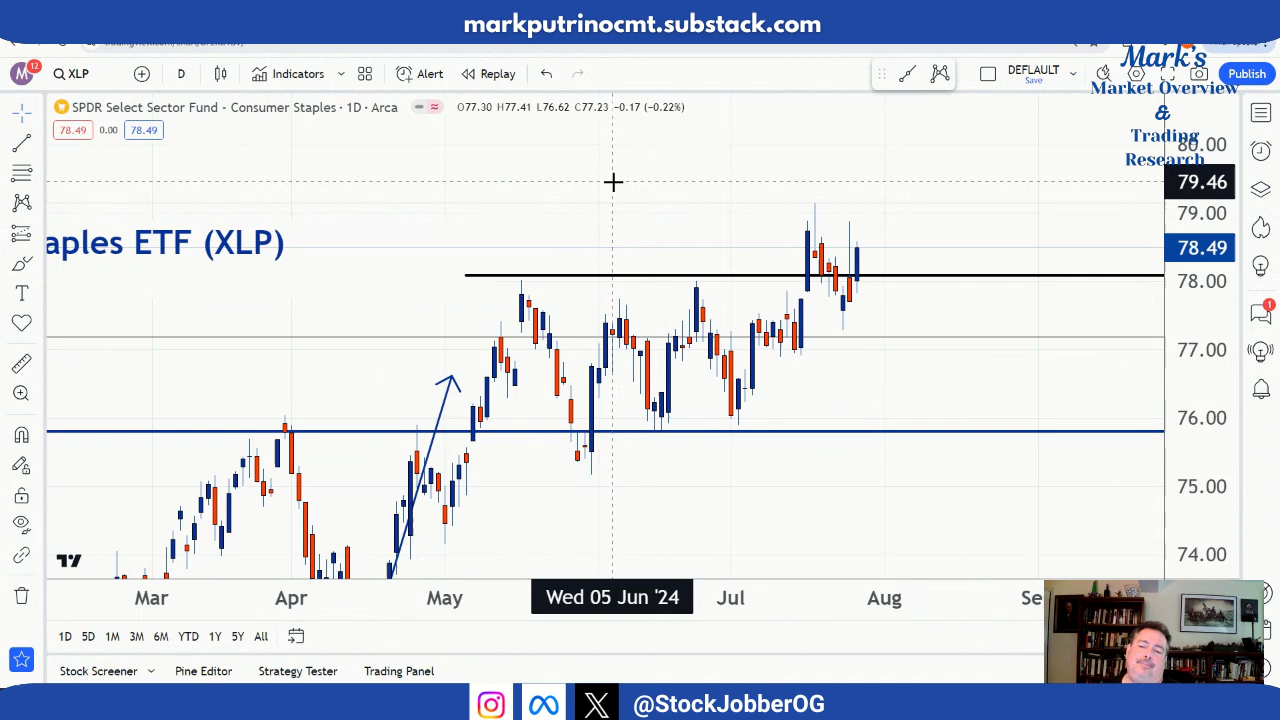 markputrinocmt.substack.com
M 12 XLP D Indicators Alert Replay DEFAULT Save Publish
Mark's
Market Overview
&
Trading
Research
SPDR Select Sector Fund - Consumer Staples · 1D · Arca O77.30 H77.41 L76.62 C77.23 -0.17 (-0.22%)
78.49 0.00 78.49
80.00
79.46
79.00
aples ETF (XLP)
78.49
78.00
77.00
76.00
75.00
74.00
1
Mar Apr May Wed 05 Jun '24 Jul Aug Se
1D 5D 1M 3M 6M YTD 1Y 5Y All
Stock Screener Pine Editor Strategy Tester Trading Panel
@StockJobberOG